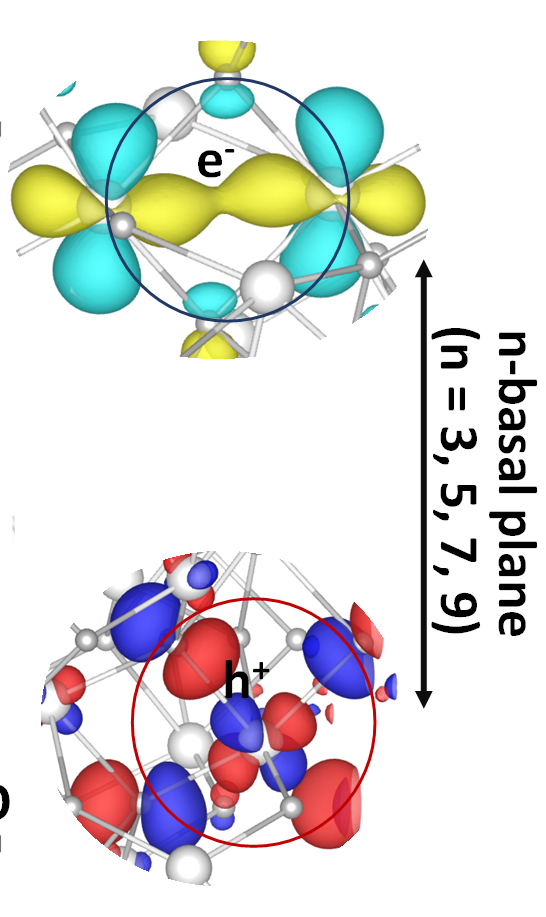 e-
n-basal plane
(n = 3, 5, 7, 9)
h+